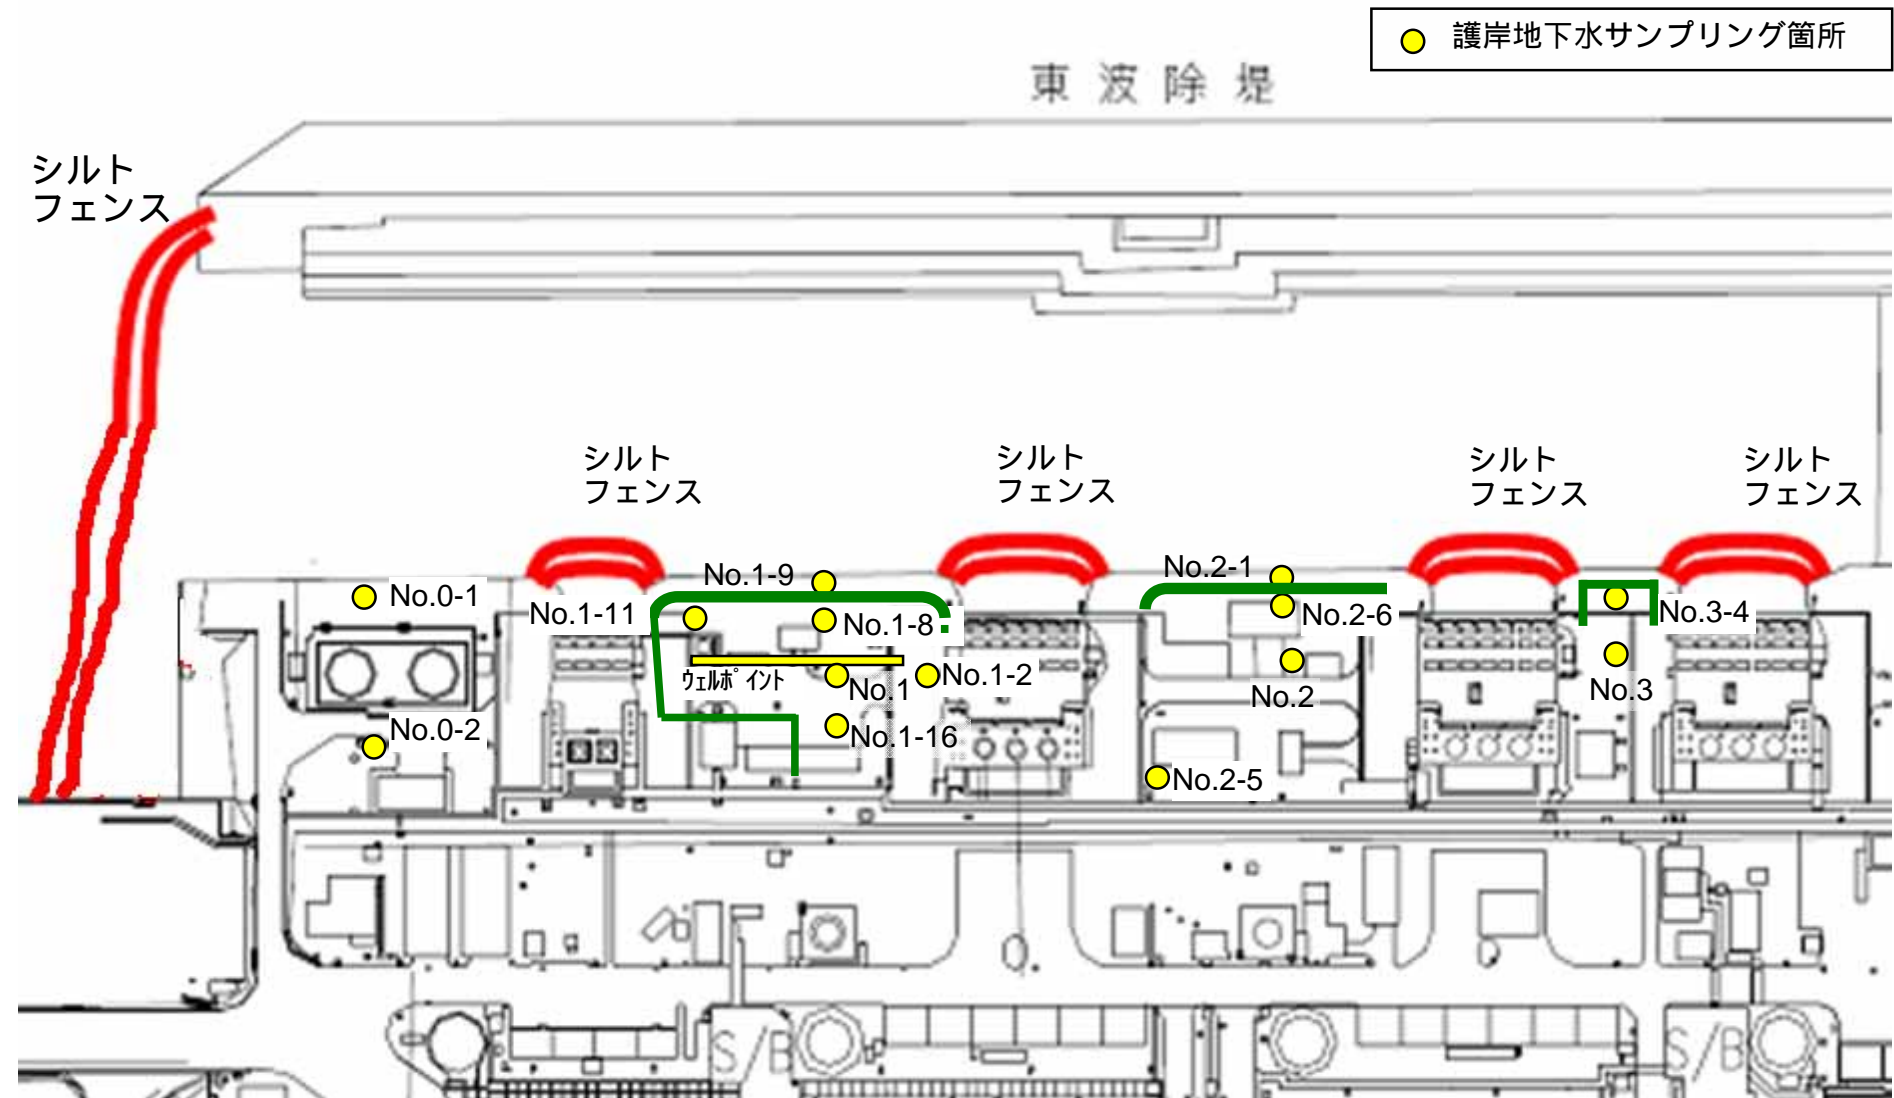 護岸地下水サンプリング箇所
東波除堤
シルト
フェンス
シルト
フェンス
シルト
フェンス
シルト
フェンス
シルト
フェンス
No.0-1
No.1-9
No.1-11
No.1-8
No.2-1
No.2-6
No.3-4
ｳｪﾙﾎﾟｲﾝﾄ
No.1
No.1-2
No.2
No.3
No.0-2
No.1-16
No.2-5
S/B
S/B